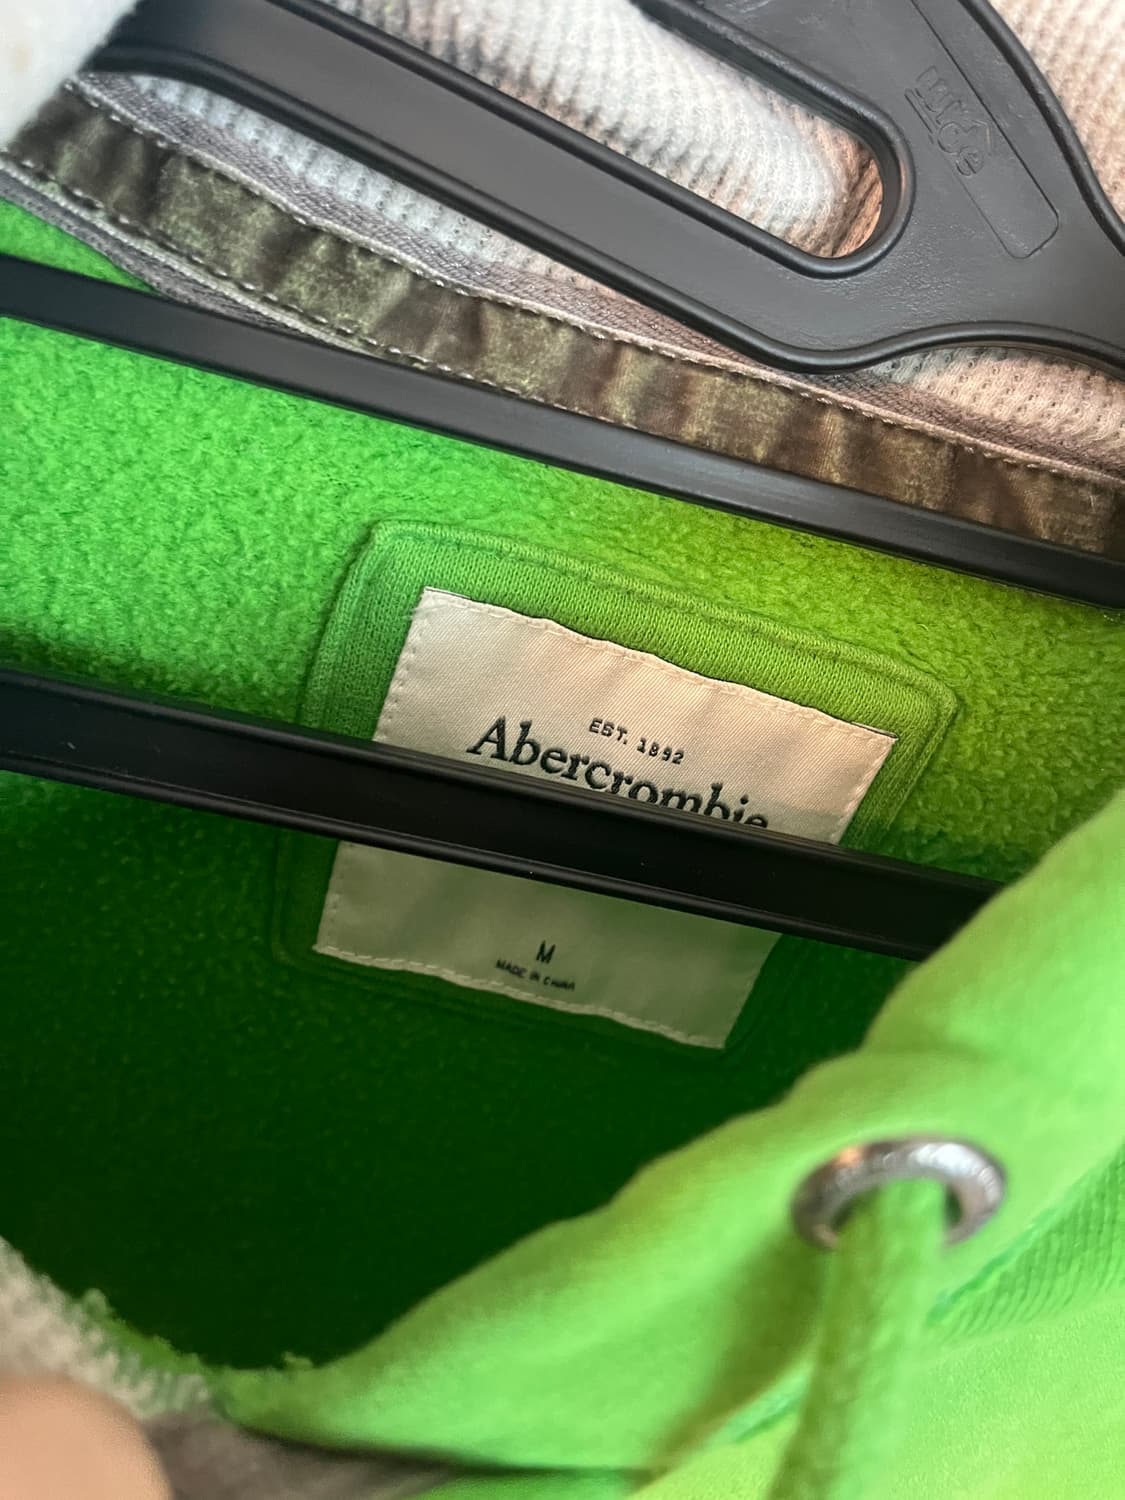 EST. 1892
Abercrombie
M
MADE IN CHINA